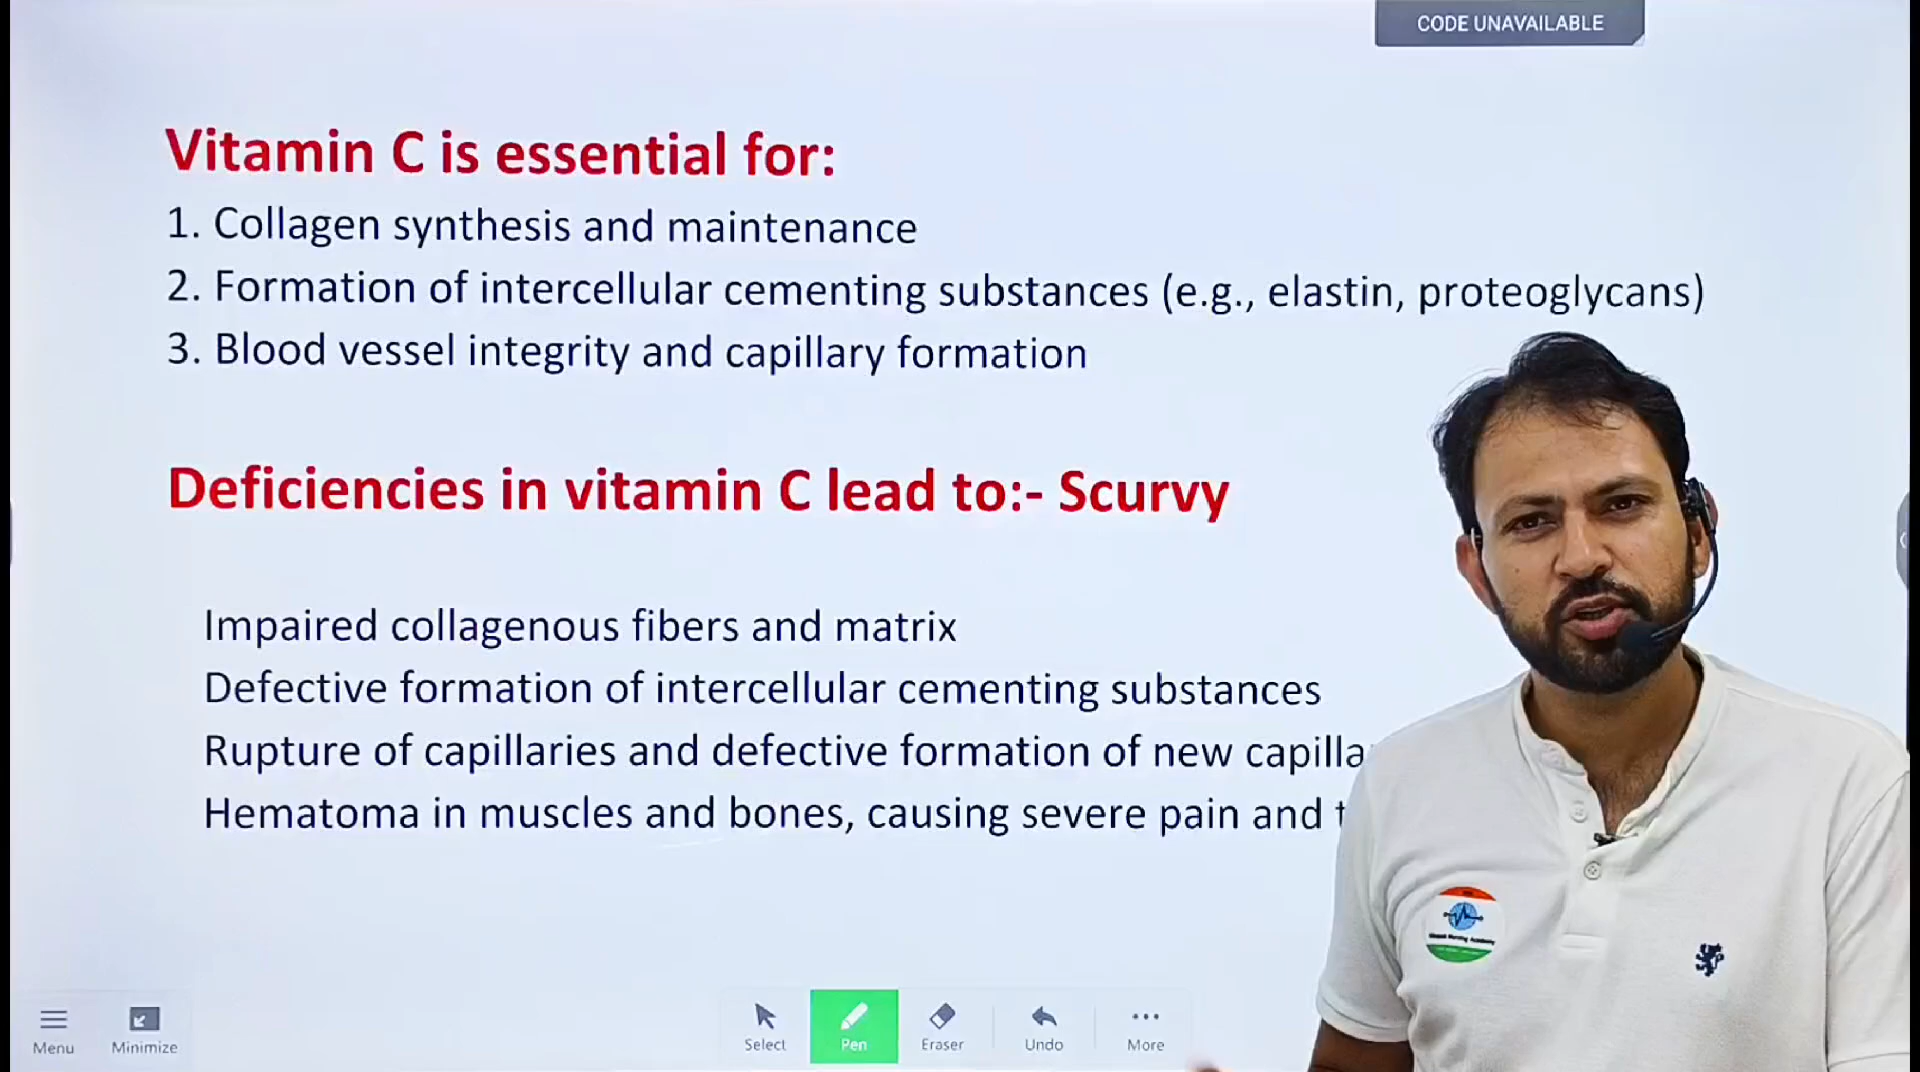 CODE UNAVAILABLE
Vitamin C is essential for:
1. Collagen synthesis and maintenance
2. Formation of intercellular cementing substances (e.g., elastin, proteoglycans)
3. Blood vessel integrity and capillary formation
Deficiencies in vitamin C lead to:- Scurvy
Impaired collagenous fibers and matrix
Defective formation of intercellular cementing substances
Rupture of capillaries and defective formation of new
Hematoma in muscles and bones, causing severe pain and
Menu
Minimize
Select
Pen
Eraser
Undo
More